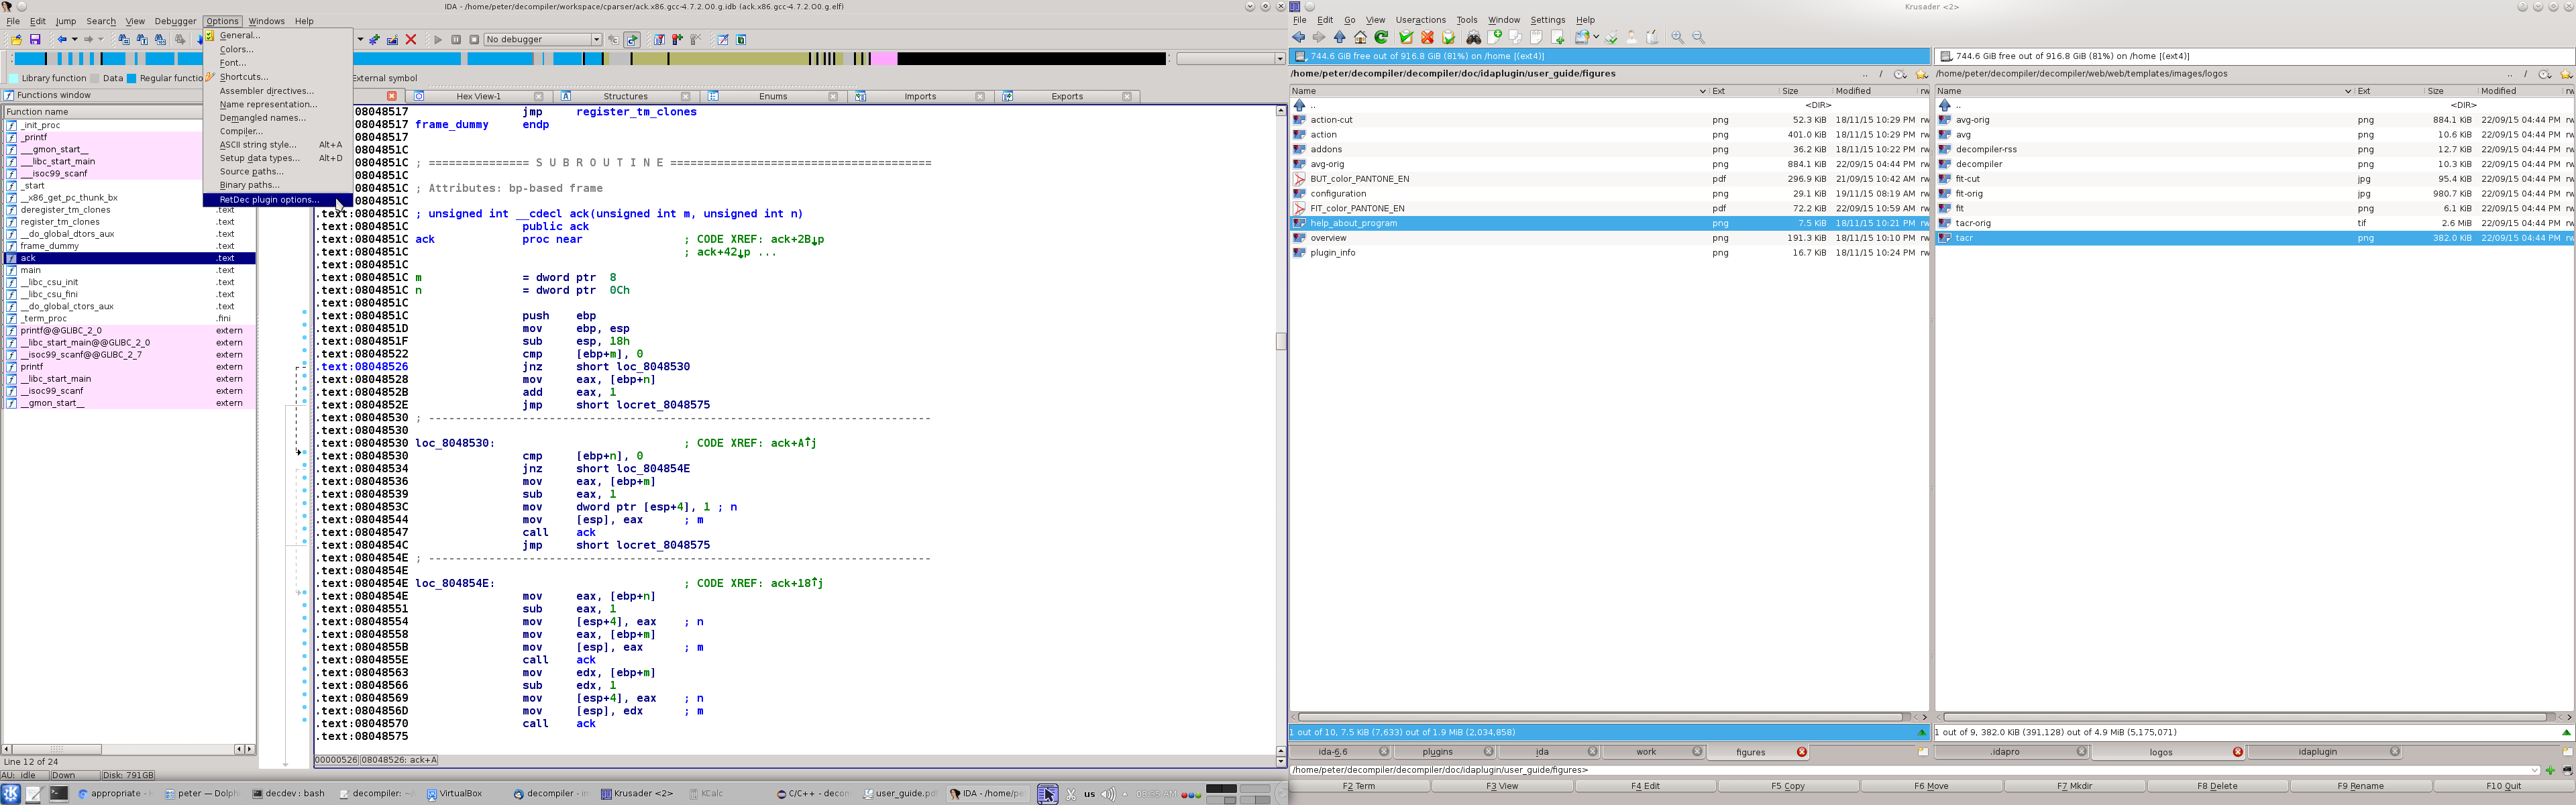 IDA - /home/peter/decompiler/workspace/cparser/ack.x86.gcc-4.7.2.O0.g.idb (ack.x86.gcc-4.7.2.O0.g.elf)
File Edit Jump Search View Debugger Options Windows Help
No debugger
Library function Data Regular functio
External symbol
General...
Colors...
Font...
Shortcuts...
Assembler directives...
Name representation...
Demangled names...
Compiler...
ASCII string style... Alt+A
Setup data types... Alt+D
Source paths...
Binary paths...
RetDec plugin options...
Functions window
Function name
_init_proc
_printf
___gmon_start__
___libc_start_main
___isoc99_scanf
_start
__x86_get_pc_thunk_bx
deregister_tm_clones .text
register_tm_clones .text
__do_global_dtors_aux .text
frame_dummy .text
ack .text
main .text
__libc_csu_init .text
__libc_csu_fini .text
__do_global_ctors_aux .text
_term_proc .fini
printf@@GLIBC_2_0 extern
__libc_start_main@@GLIBC_2_0 extern
__isoc99_scanf@@GLIBC_2_7 extern
printf extern
__libc_start_main extern
__isoc99_scanf extern
__gmon_start__ extern
Line 12 of 24
AU: idle Down Disk: 791GB
Hex View-1 Structures Enums Imports Exports
08048517 jmp register_tm_clones
08048517 frame_dummy endp
08048517
0804851C
0804851C ; =============== S U B R O U T I N E =======================================
0804851C
0804851C ; Attributes: bp-based frame
.text:0804851C
.text:0804851C ; unsigned int __cdecl ack(unsigned int m, unsigned int n)
.text:0804851C public ack
.text:0804851C ack proc near ; CODE XREF: ack+2B↓p
.text:0804851C ; ack+42↓p ...
.text:0804851C
.text:0804851C m = dword ptr 8
.text:0804851C n = dword ptr 0Ch
.text:0804851C
.text:0804851C push ebp
.text:0804851D mov ebp, esp
.text:0804851F sub esp, 18h
.text:08048522 cmp [ebp+m], 0
.text:08048526 jnz short loc_8048530
.text:08048528 mov eax, [ebp+n]
.text:0804852B add eax, 1
.text:0804852E jmp short locret_8048575
.text:08048530 ; ---------------------------------------------------------------------------
.text:08048530
.text:08048530 loc_8048530: ; CODE XREF: ack+A↑j
.text:08048530 cmp [ebp+n], 0
.text:08048534 jnz short loc_804854E
.text:08048536 mov eax, [ebp+m]
.text:08048539 sub eax, 1
.text:0804853C mov dword ptr [esp+4], 1 ; n
.text:08048544 mov [esp], eax ; m
.text:08048547 call ack
.text:0804854C jmp short locret_8048575
.text:0804854E ; ---------------------------------------------------------------------------
.text:0804854E
.text:0804854E loc_804854E: ; CODE XREF: ack+18↑j
.text:0804854E mov eax, [ebp+n]
.text:08048551 sub eax, 1
.text:08048554 mov [esp+4], eax ; n
.text:08048558 mov eax, [ebp+m]
.text:0804855B mov [esp], eax ; m
.text:0804855E call ack
.text:08048563 mov edx, [ebp+m]
.text:08048566 sub edx, 1
.text:08048569 mov [esp+4], eax ; n
.text:0804856D mov [esp], edx ; m
.text:08048570 call ack
.text:08048575
00000526 08048526: ack+A
Krusader <2>
File Edit Go View Useractions Tools Window Settings Help
744.6 GiB free out of 916.8 GiB (81%) on /home [(ext4)]
/home/peter/decompiler/decompiler/doc/idaplugin/user_guide/figures .. /
Name Ext Size Modified rw
.. <DIR>
action-cut png 52.3 KiB 18/11/15 10:29 PM rw
action png 401.0 KiB 18/11/15 10:29 PM rw
addons png 36.2 KiB 18/11/15 10:22 PM rw
avg-orig png 884.1 KiB 22/09/15 04:44 PM rw
BUT_color_PANTONE_EN pdf 296.9 KiB 21/09/15 10:42 AM rw
configuration png 29.1 KiB 19/11/15 08:19 AM rw
FIT_color_PANTONE_EN pdf 72.2 KiB 22/09/15 10:59 AM rw
help_about_program png 7.5 KiB 18/11/15 10:21 PM rw
overview png 191.3 KiB 18/11/15 10:10 PM rw
plugin_info png 16.7 KiB 18/11/15 10:24 PM rw
1 out of 10, 7.5 KiB (7,633) out of 1.9 MiB (2,034,858)
ida-6.6 plugins ida work figures
744.6 GiB free out of 916.8 GiB (81%) on /home [(ext4)]
/home/peter/decompiler/decompiler/web/web/templates/images/logos .. /
Name Ext Size Modified rw
.. <DIR>
avg-orig png 884.1 KiB 22/09/15 04:44 PM rw
avg png 10.6 KiB 22/09/15 04:44 PM rw
decompiler-rss png 12.7 KiB 22/09/15 04:44 PM rw
decompiler png 10.3 KiB 22/09/15 04:44 PM rw
fit-cut jpg 95.4 KiB 22/09/15 04:44 PM rw
fit-orig jpg 980.7 KiB 22/09/15 04:44 PM rw
fit png 6.1 KiB 22/09/15 04:44 PM rw
tacr-orig tif 2.6 MiB 22/09/15 04:44 PM rw
tacr png 382.0 KiB 22/09/15 04:44 PM rw
1 out of 9, 382.0 KiB (391,128) out of 4.9 MiB (5,175,071)
.idapro logos idaplugin
/home/peter/decompiler/decompiler/doc/idaplugin/user_guide/figures>
F2 Term F3 View F4 Edit F5 Copy F6 Move F7 Mkdir F8 Delete F9 Rename F10 Quit
appropriate - peter — Dolph decdev : bash decompiler: ~ VirtualBox decompiler - in Krusader <2> KCalc C/C++ - decom user_guide.pd IDA - /home/pe us